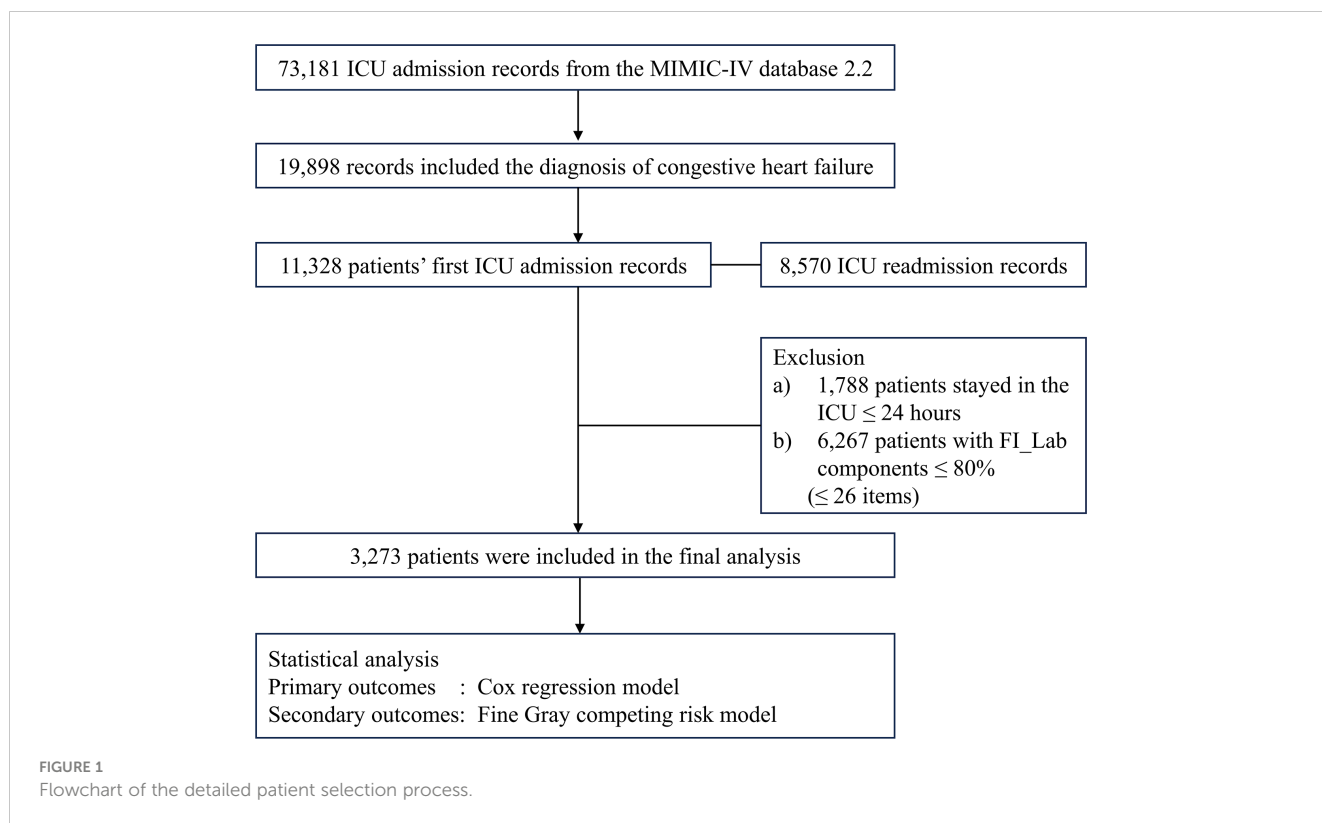 73,181 ICU admission records from the MIMIC-IV database 2.2
19,898 records included the diagnosis of congestive heart failure
11,328 patients’ first ICU admission records
8,570 ICU readmission records
Exclusion
a) 1,788 patients stayed in the
ICU ≤ 24 hours
b) 6,267 patients with FI_Lab
components ≤ 80%
(≤ 26 items)
3,273 patients were included in the final analysis
Statistical analysis
Primary outcomes : Cox regression model
Secondary outcomes: Fine Gray competing risk model
FIGURE 1
Flowchart of the detailed patient selection process.